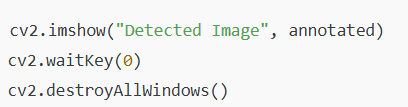 cv2.imshow("Detected Image", annotated)
cv2.waitKey(0)
cv2.destroyAllWindows()